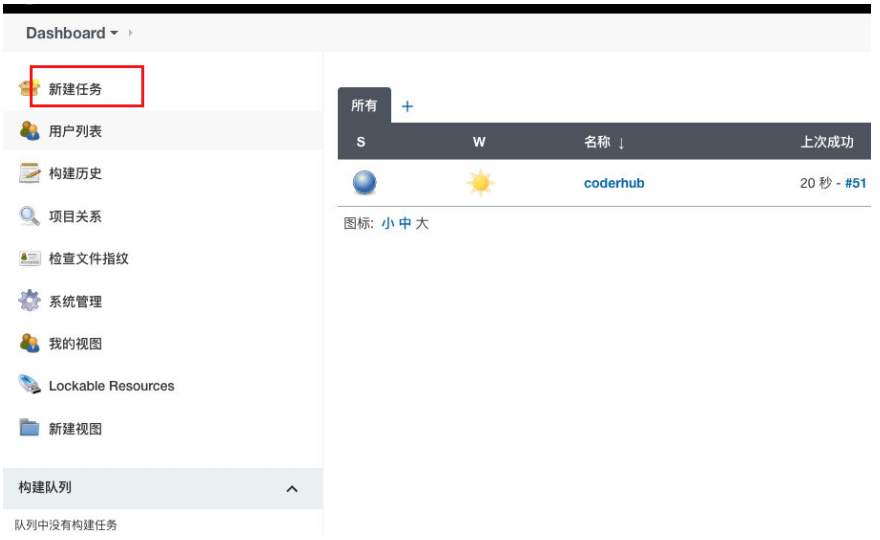 Dashboard
新建任务
用户列表
构建历史
项目关系
检查文件指纹
系统管理
我的视图
Lockable Resources
新建视图
构建队列
队列中没有构建任务
所有 +
S W 名称 ↓ 上次成功
coderhub 20 秒 - #51
图标: 小 中 大